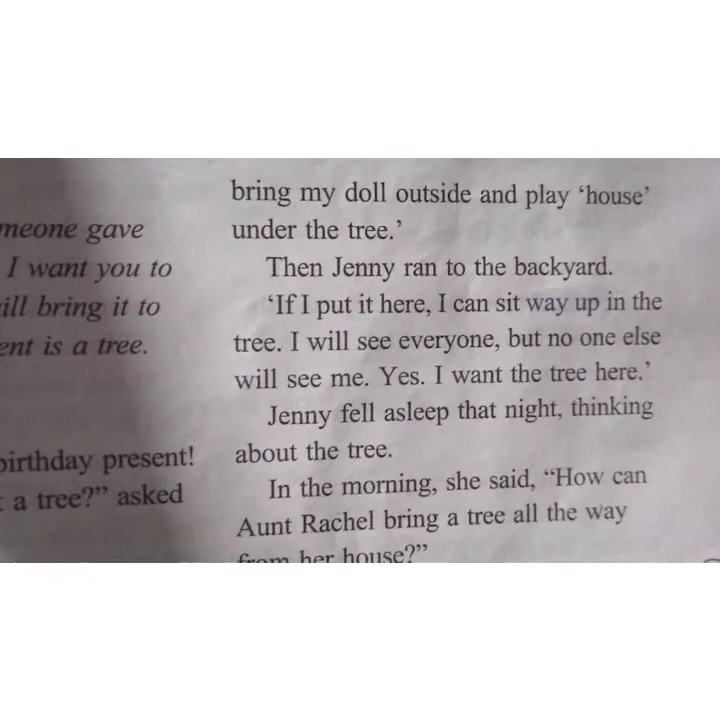 meone gave
I want you to
ill bring it to
ent is a tree.
birthday present!
a tree?” asked
bring my doll outside and play ‘house’
under the tree.’
Then Jenny ran to the backyard.
‘If I put it here, I can sit way up in the
tree. I will see everyone, but no one else
will see me. Yes. I want the tree here.’
Jenny fell asleep that night, thinking
about the tree.
In the morning, she said, “How can
Aunt Rachel bring a tree all the way
from her house?”